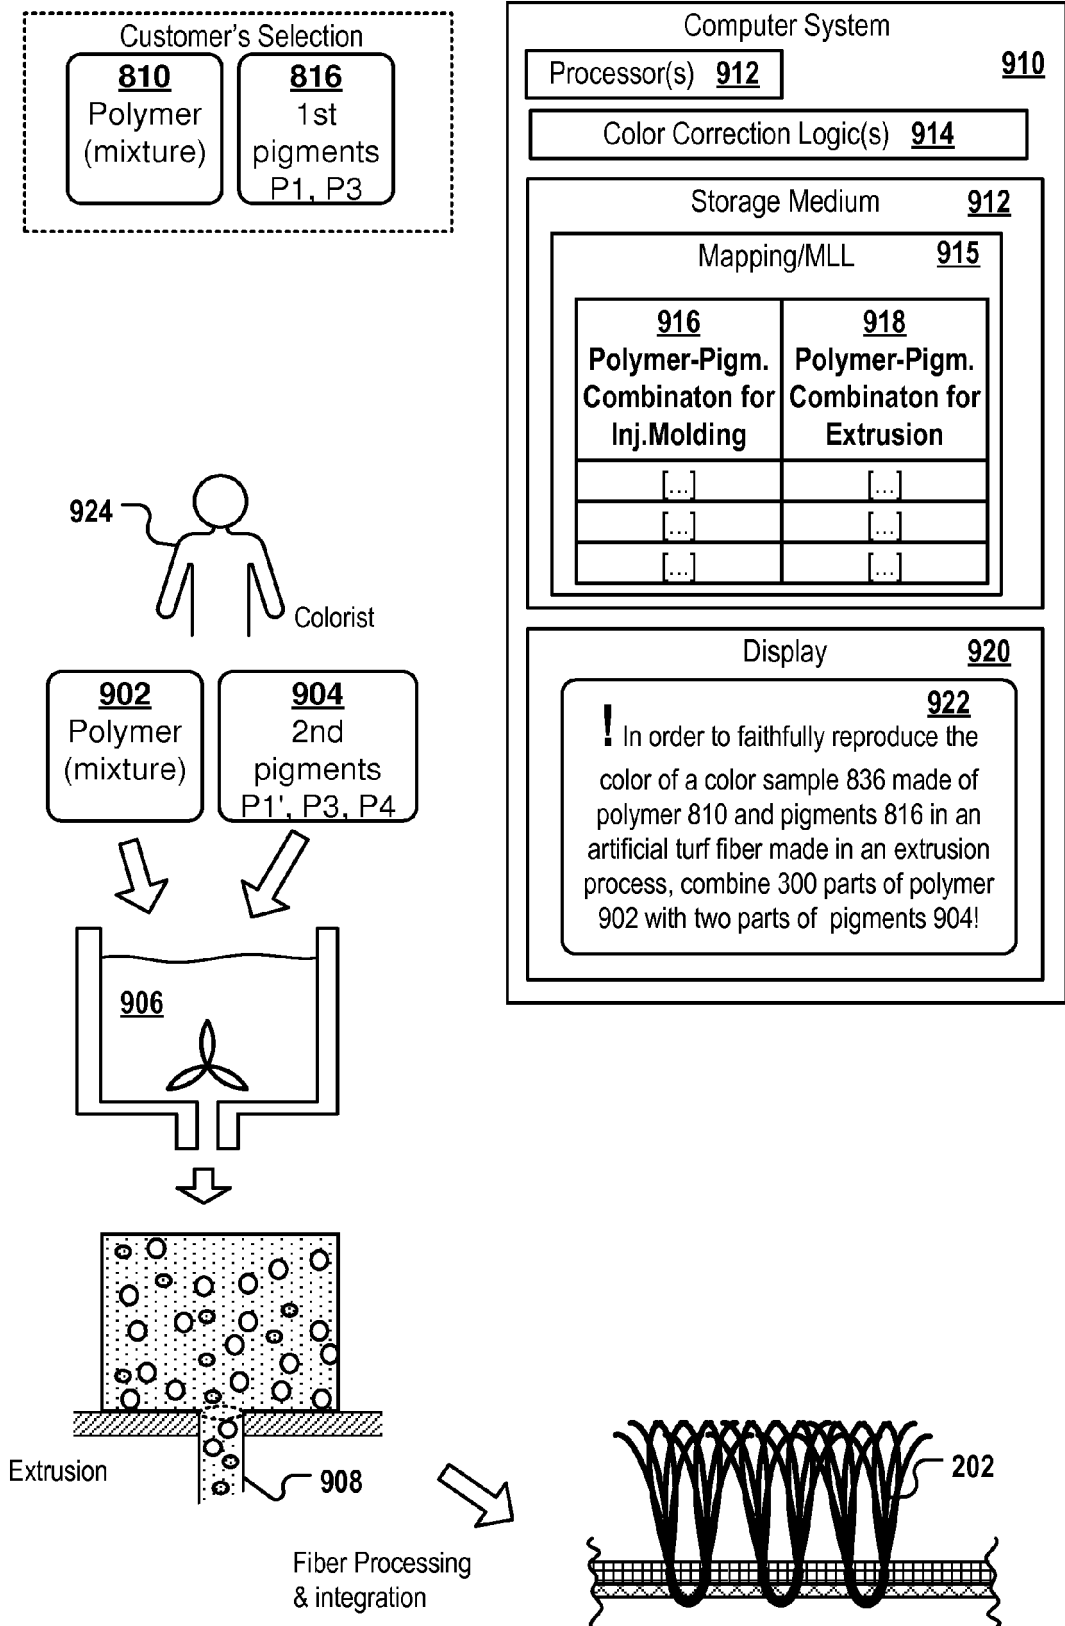 Customer's Selection
810
Polymer
(mixture)
816
1st
pigments
P1, P3
Computer System
910
Processor(s) 912
Color Correction Logic(s) 914
Storage Medium 912
Mapping/MLL 915
916
Polymer-Pigm.
Combinaton for
Inj.Molding
918
Polymer-Pigm.
Combinaton for
Extrusion
[...] [...]
[...] [...]
[...] [...]
Display 920
922
! In order to faithfully reproduce the
color of a color sample 836 made of
polymer 810 and pigments 816 in an
artificial turf fiber made in an extrusion
process, combine 300 parts of polymer
902 with two parts of pigments 904!
924
Colorist
902
Polymer
(mixture)
904
2nd
pigments
P1', P3, P4
906
Extrusion
908
Fiber Processing
& integration
202